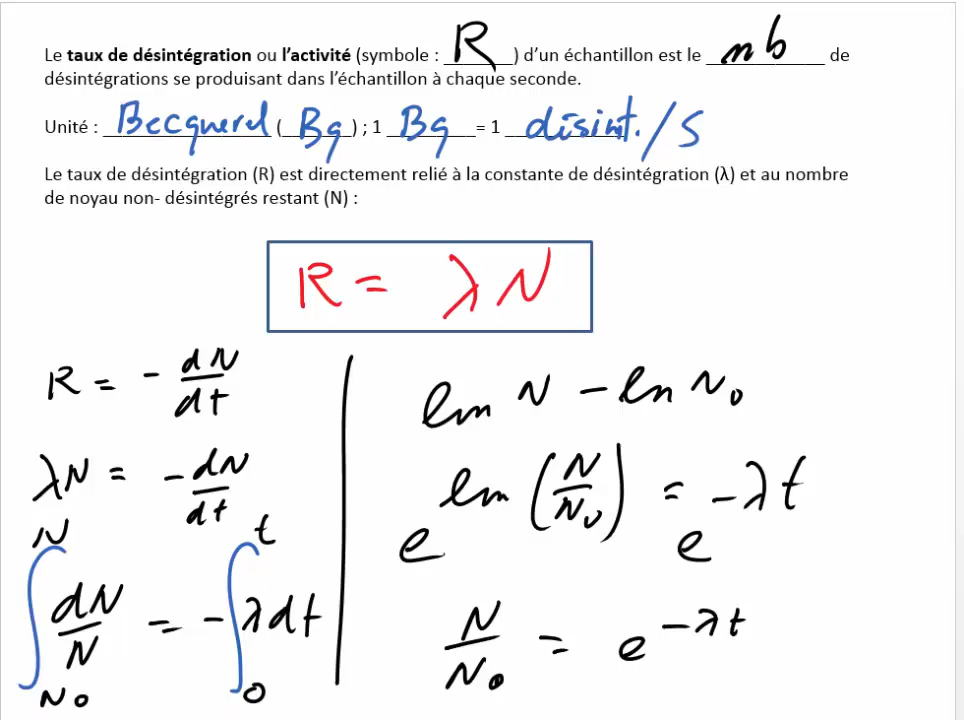 Le taux de désintégration ou l'activité (symbole : R) d'un échantillon est le nb de
désintégrations se produisant dans l'échantillon à chaque seconde.
Unité : Becquerel (Bq) ; 1 Bq = 1 désint./s
Le taux de désintégration (R) est directement relié à la constante de désintégration (λ) et au nombre
de noyau non- désintégrés restant (N) :
R = λN
R = - dN/dt
λN = - dN/dt
∫_{N₀}^{N} dN/N = - ∫_{0}^{t} λdt
ln N - ln N₀
e^{ln (N/N₀)} = e^{-λt}
N/N₀ = e^{-λt}